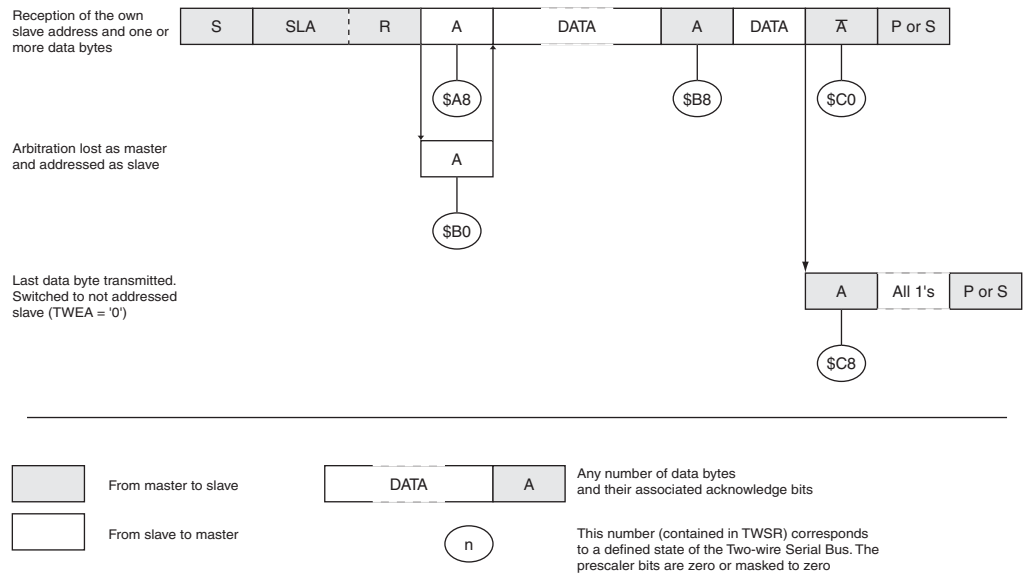 Reception of the own
slave address and one or
more data bytes
S SLA R A DATA A DATA A̅ P or S
$A8 $B8 $C0
Arbitration lost as master
and addressed as slave
A
$B0
Last data byte transmitted.
Switched to not addressed
slave (TWEA = '0')
A All 1's P or S
$C8
From master to slave
DATA A
Any number of data bytes
and their associated acknowledge bits
From slave to master
n
This number (contained in TWSR) corresponds
to a defined state of the Two-wire Serial Bus. The
prescaler bits are zero or masked to zero